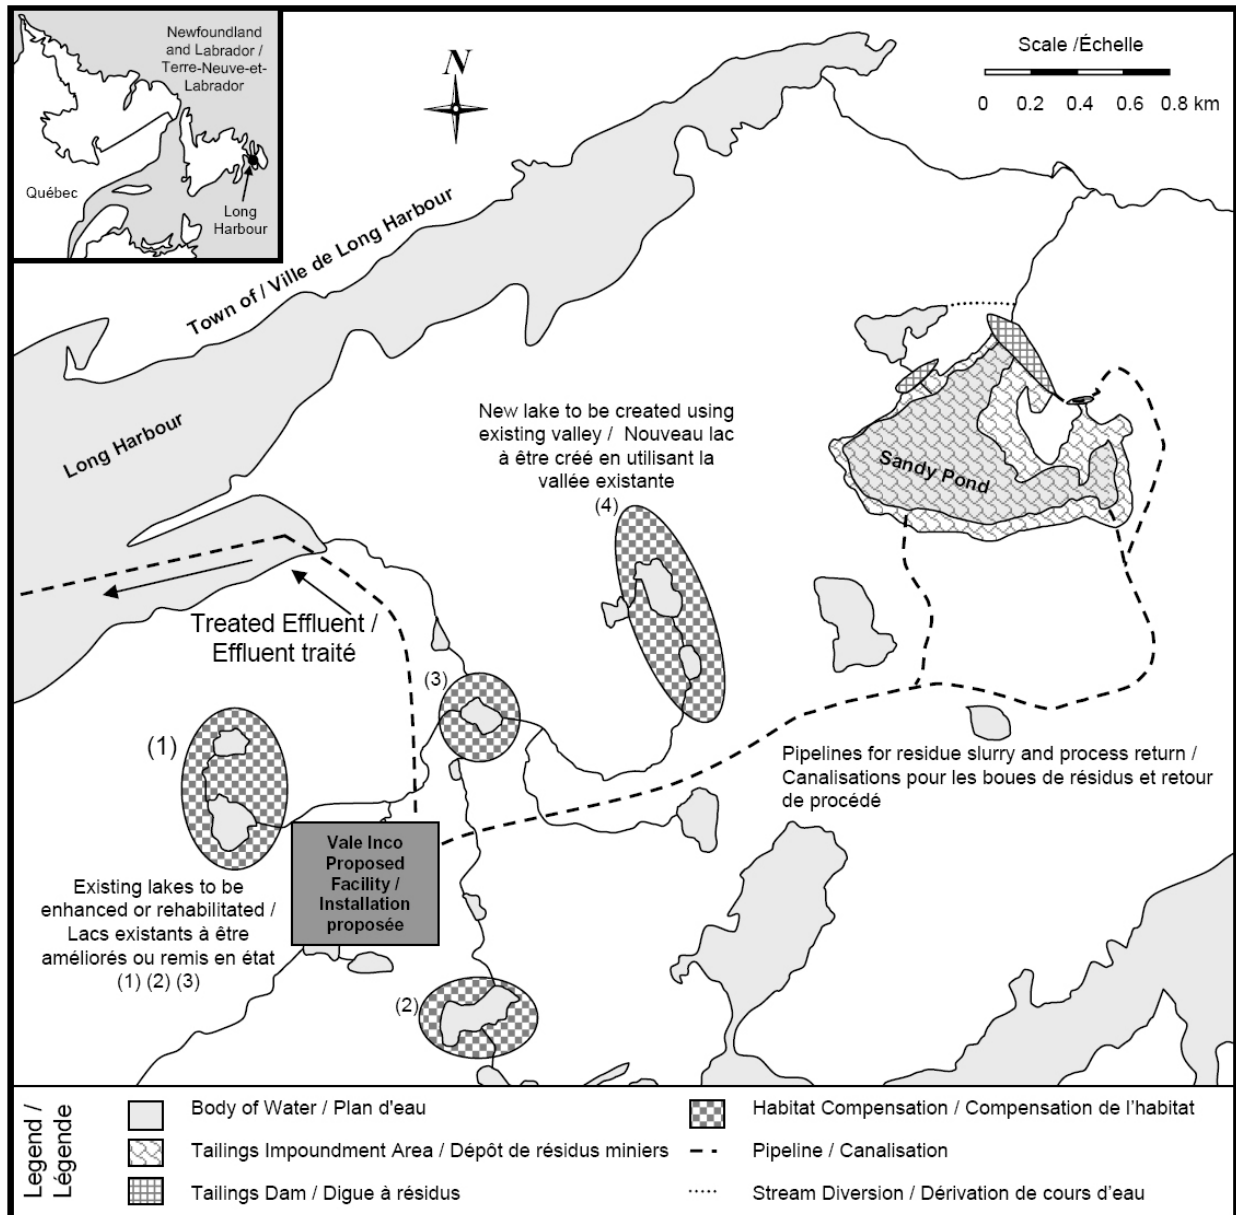 Newfoundland
and Labrador /
Terre-Neuve-et-
Labrador
Québec
Long
Harbour
N
Scale /Échelle
0 0.2 0.4 0.6 0.8 km
Town of / Ville de Long Harbour
Long Harbour
New lake to be created using
existing valley / Nouveau lac
à être créé en utilisant la
vallée existante
(4)
Sandy Pond
Treated Effluent /
Effluent traité
(3)
(1)
Pipelines for residue slurry and process return /
Canalisations pour les boues de résidus et retour
de procédé
Vale Inco
Proposed
Facility /
Installation
proposée
Existing lakes to be
enhanced or rehabilitated /
Lacs existants à être
améliorés ou remis en état
(1) (2) (3)
(2)
Legend /
Légende
Body of Water / Plan d'eau
Tailings Impoundment Area / Dépôt de résidus miniers
Tailings Dam / Digue à résidus
Habitat Compensation / Compensation de l'habitat
Pipeline / Canalisation
Stream Diversion / Dérivation de cours d'eau